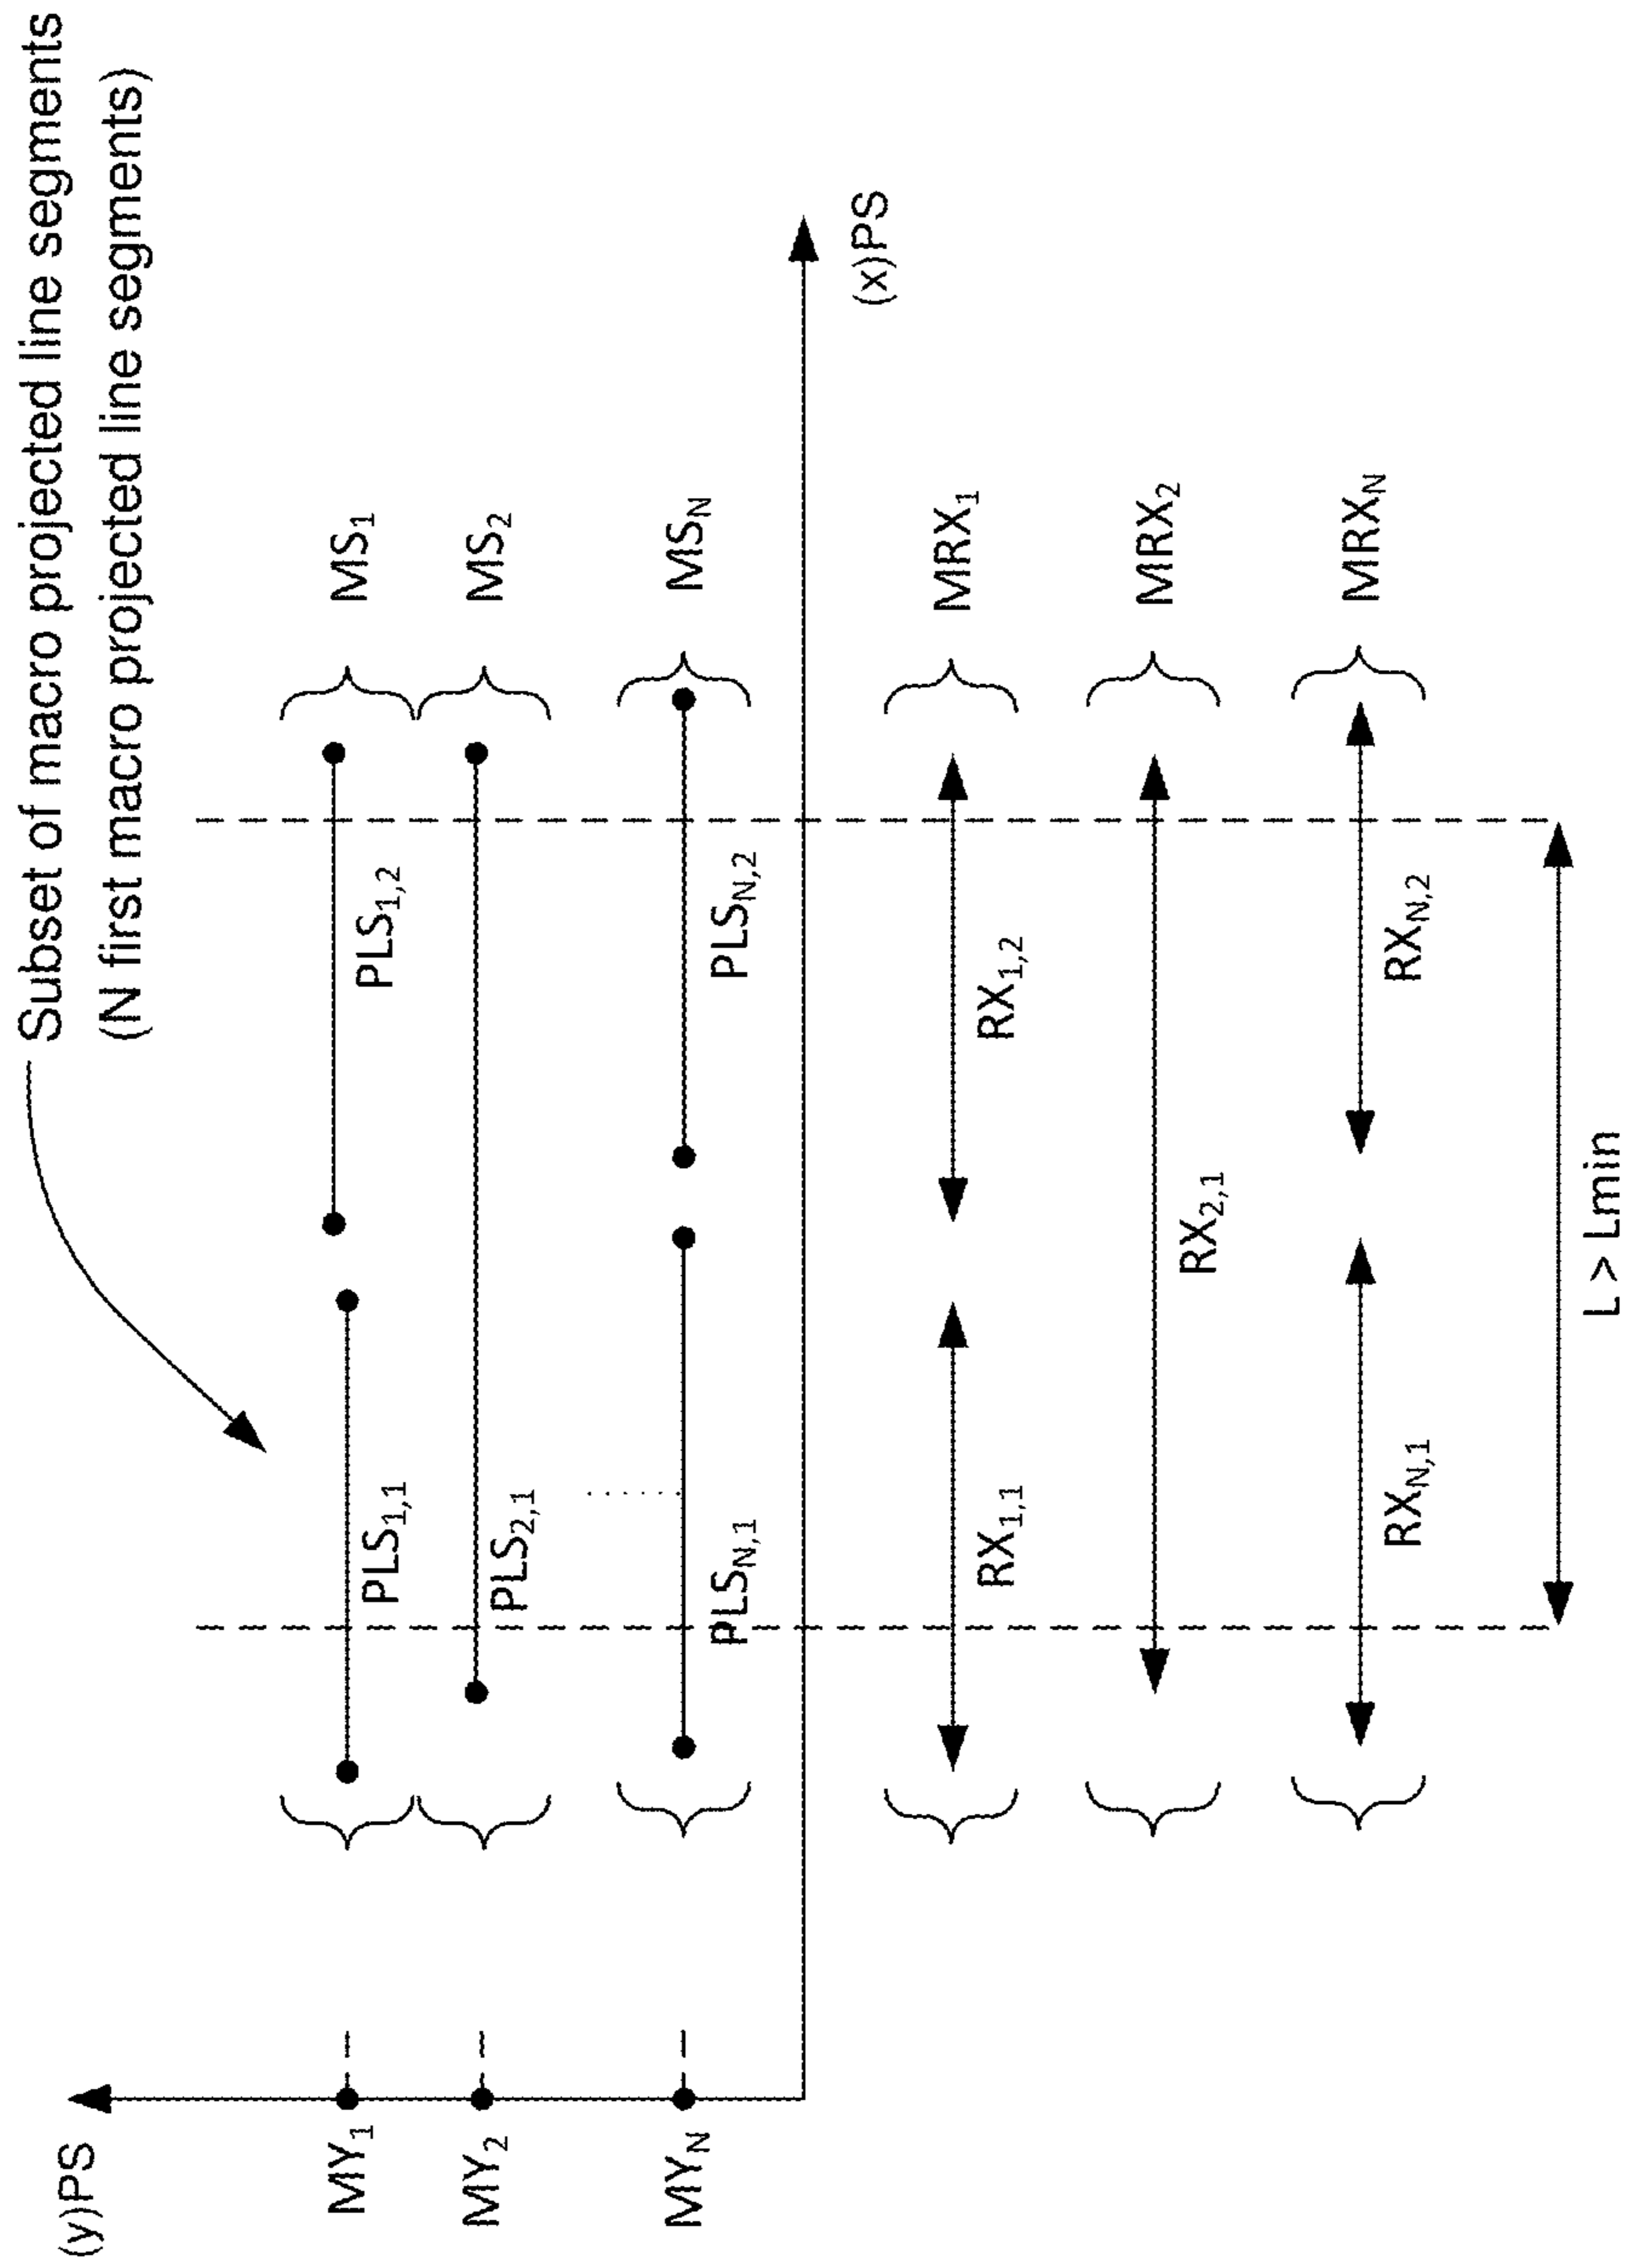 Subset of macro projected line segments
(N first macro projected line segments)
(y)PS
MY₁
PLS₁,₁
PLS₁,₂
MS₁
MY₂
PLS₂,₁
MS₂
MYN
PLSN,₁
PLSN,₂
MSN
(x)PS
RX₁,₁
RX₁,₂
MRX₁
RX₂,₁
MRX₂
RXN,₁
RXN,₂
MRXN
L > Lmin